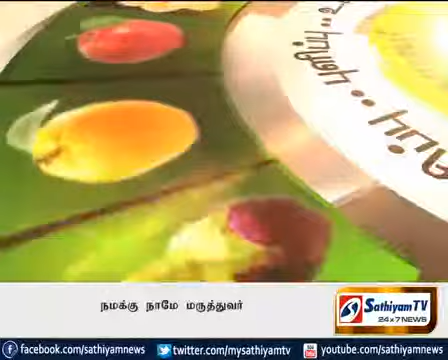 நமக்கு நாமே மருத்துவர்
SATHIYAM TV
24x7 NEWS
facebook.com/sathiyamnews
twitter.com/mysathiyamtv
youtube.com/sathiyamnews